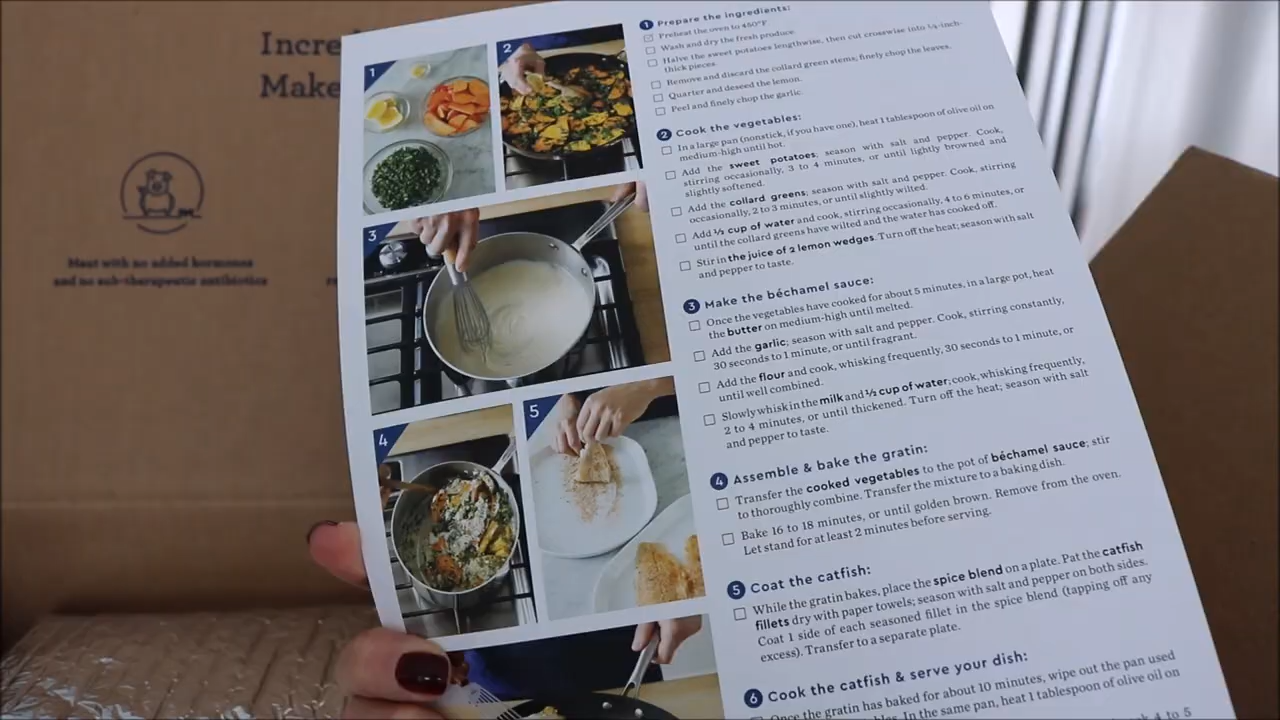 Incre
Make
Meat with no added hormones
and no sub-therapeutic antibiotics
1
2
3
4
5
1 Prepare the ingredients:
Preheat the oven to 450°F
Wash and dry the fresh produce.
Halve the sweet potatoes lengthwise, then cut crosswise into ¼-inch-
thick pieces.
Remove and discard the collard green stems; finely chop the leaves.
Quarter and deseed the lemon.
Peel and finely chop the garlic.
2 Cook the vegetables:
In a large pan (nonstick, if you have one), heat 1 tablespoon of olive oil on
medium-high until hot.
Add the sweet potatoes; season with salt and pepper. Cook,
stirring occasionally, 3 to 4 minutes, or until lightly browned and
slightly softened.
Add the collard greens; season with salt and pepper. Cook, stirring
occasionally, 2 to 3 minutes, or until slightly wilted.
Add ½ cup of water and cook, stirring occasionally, 4 to 6 minutes, or
until the collard greens have wilted and the water has cooked off.
Stir in the juice of 2 lemon wedges. Turn off the heat; season with salt
and pepper to taste.
3 Make the béchamel sauce:
Once the vegetables have cooked for about 5 minutes, in a large pot, heat
the butter on medium-high until melted.
Add the garlic; season with salt and pepper. Cook, stirring constantly,
30 seconds to 1 minute, or until fragrant.
Add the flour and cook, whisking frequently, 30 seconds to 1 minute, or
until well combined.
Slowly whisk in the milk and ½ cup of water; cook, whisking frequently,
2 to 4 minutes, or until thickened. Turn off the heat; season with salt
and pepper to taste.
4 Assemble & bake the gratin:
Transfer the cooked vegetables to the pot of béchamel sauce; stir
to thoroughly combine. Transfer the mixture to a baking dish.
Bake 16 to 18 minutes, or until golden brown. Remove from the oven.
Let stand for at least 2 minutes before serving.
5 Coat the catfish:
While the gratin bakes, place the spice blend on a plate. Pat the catfish
fillets dry with paper towels; season with salt and pepper on both sides.
Coat 1 side of each seasoned fillet in the spice blend (tapping off any
excess). Transfer to a separate plate.
6 Cook the catfish & serve your dish:
Once the gratin has baked for about 10 minutes, wipe out the pan used
In the same pan, heat 1 tablespoon of olive oil on
4 to 5